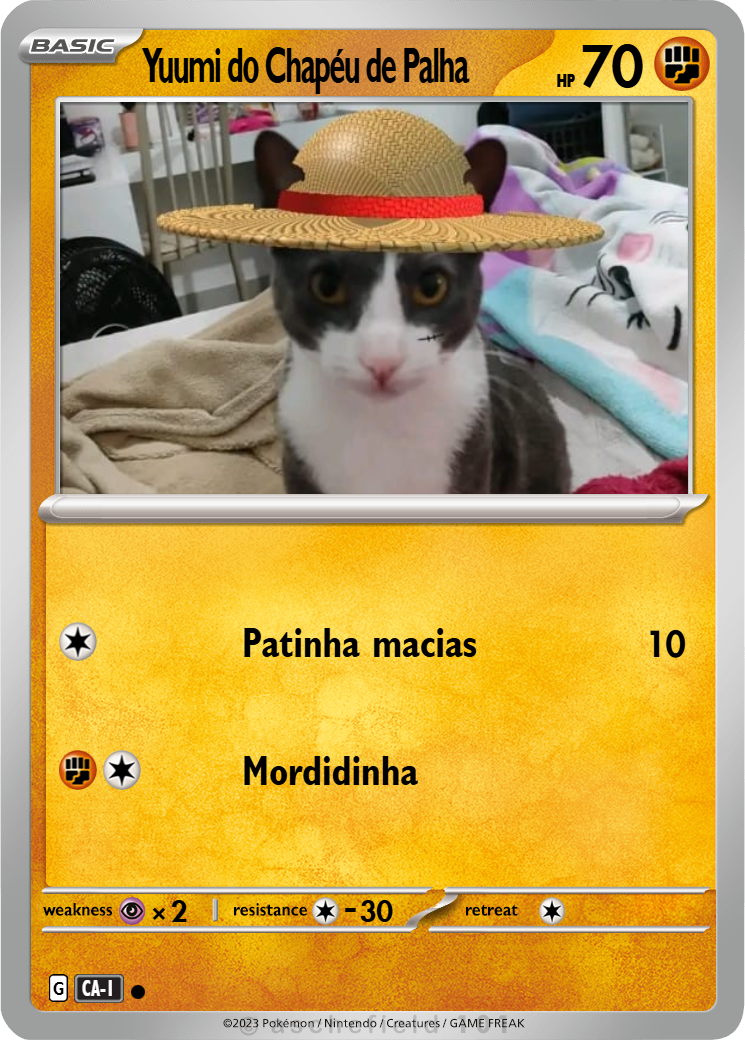 BASIC
Yuumi do Chapéu de Palha
HP 70
Patinha macias 10
Mordidinha
weakness × 2 resistance -30 retreat
G CA-I
©2023 Pokémon / Nintendo / Creatures / GAME FREAK